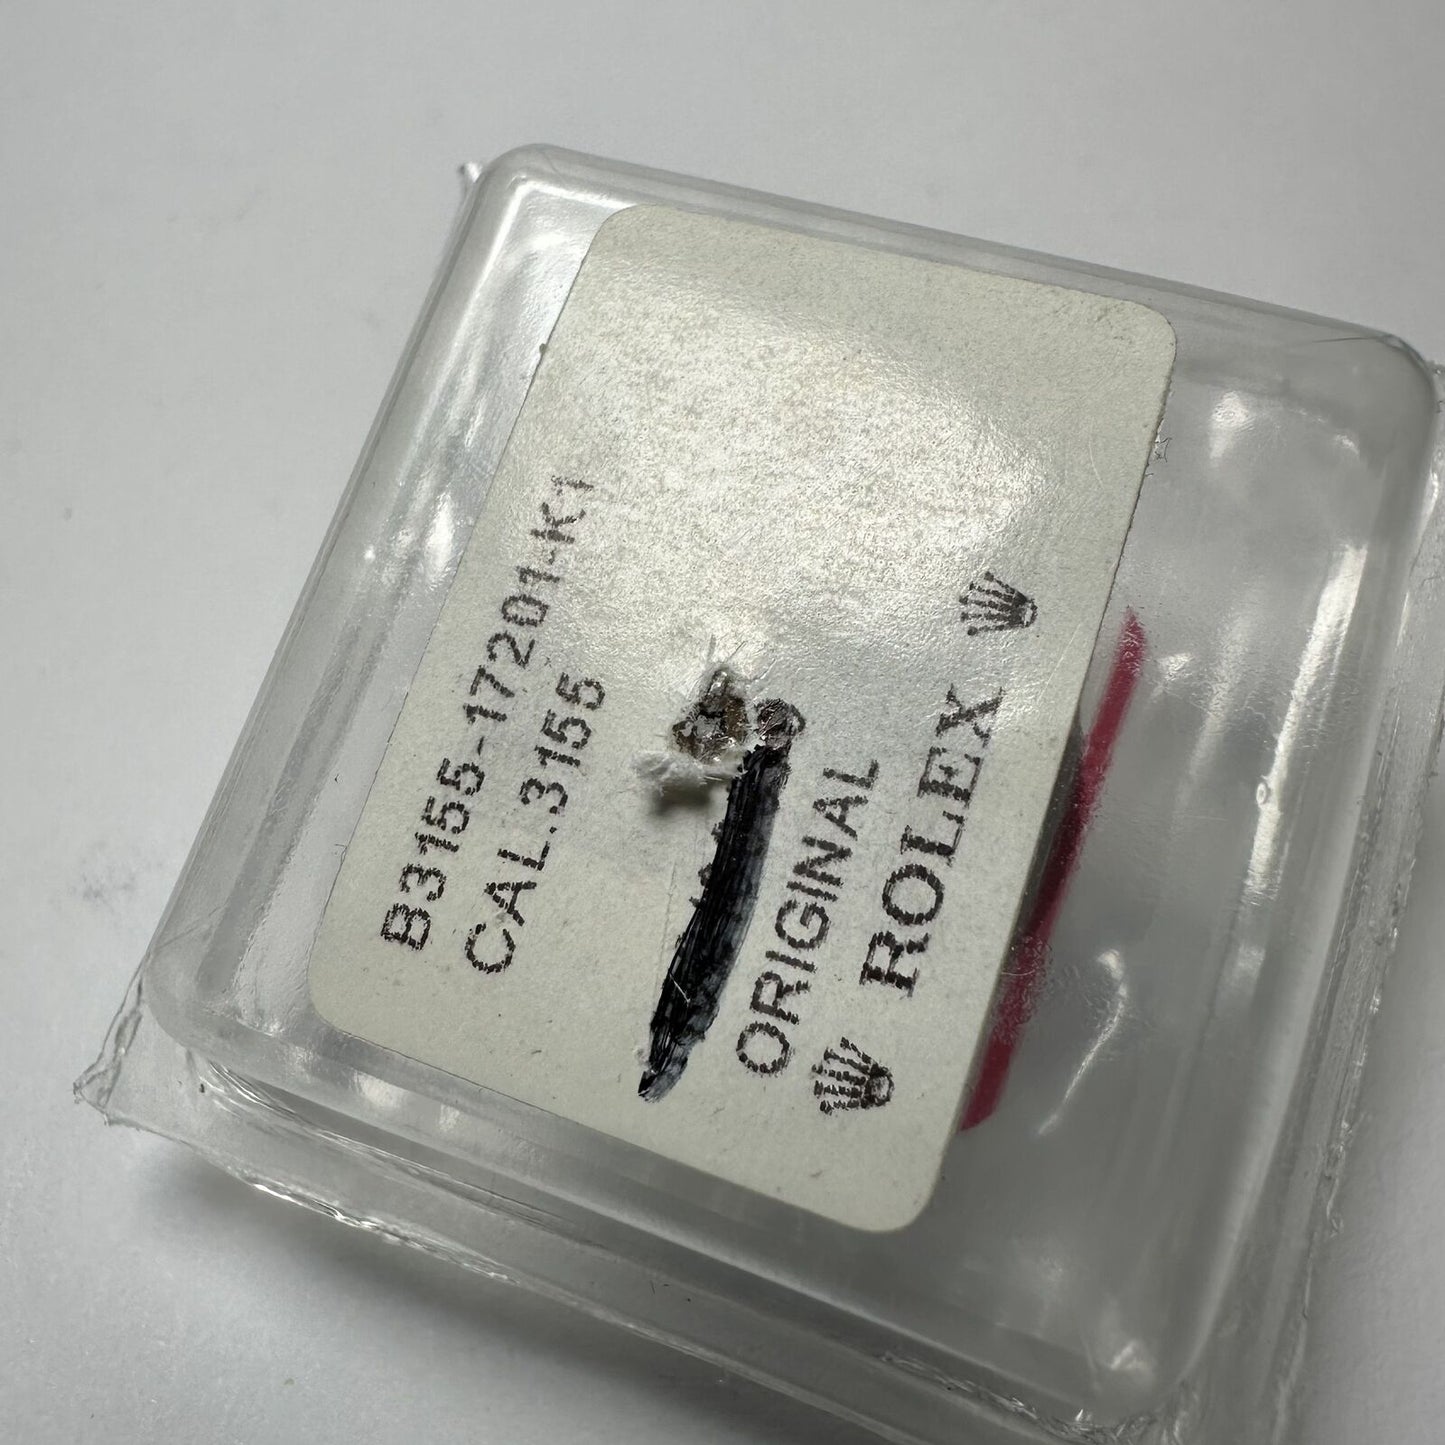 B3155-17201-K1
CAL.3155
ORIGINAL
ROLEX